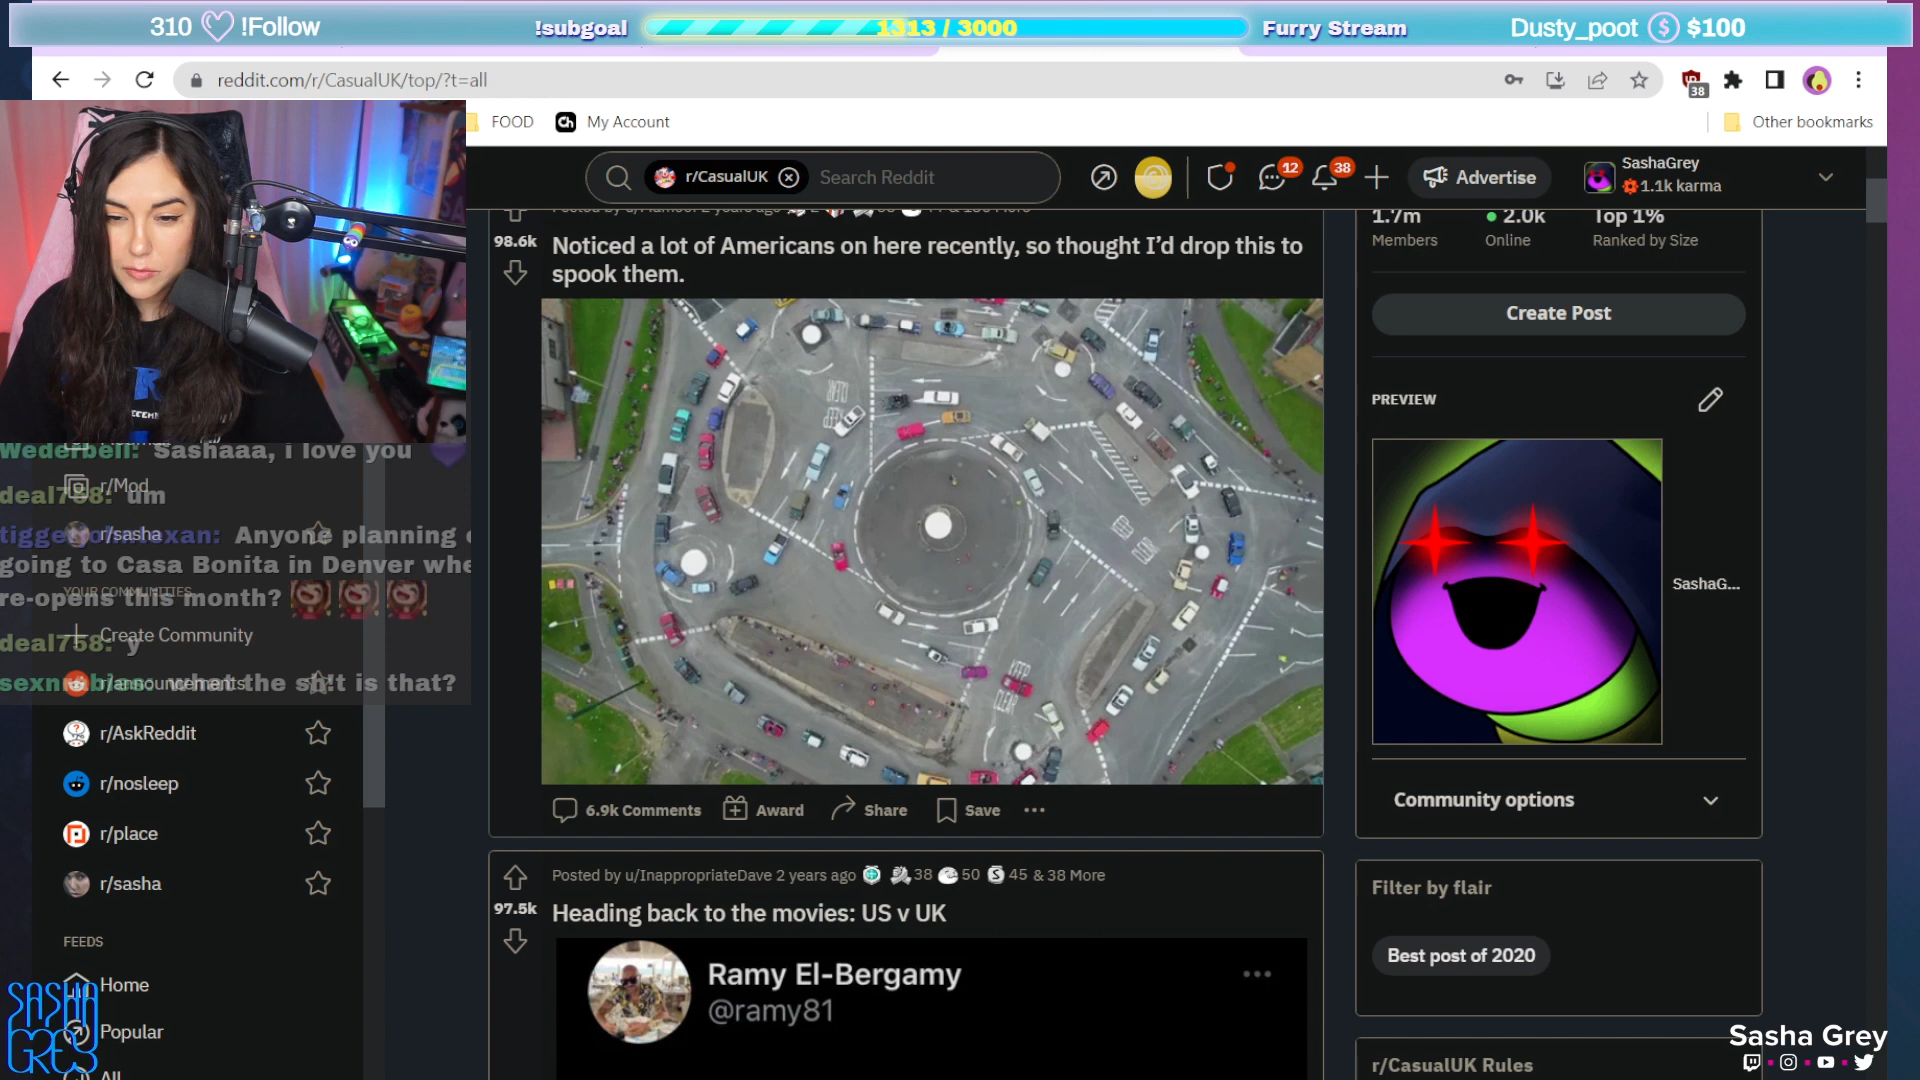 310 !Follow
!subgoal
1313 / 3000
Furry Stream
Dusty_poot $ $100
reddit.com/r/CasualUK/top/?t=all
38
FOOD
My Account
Other bookmarks
r/CasualUK
Search Reddit
12
38
Advertise
SashaGrey
1.1k karma
98.6k
Noticed a lot of Americans on here recently, so thought I'd drop this to
spook them.
6.9k Comments
Award
Share
Save
Posted by u/InappropriateDave 2 years ago 38 50 45 & 38 More
97.5k
Heading back to the movies: US v UK
Ramy El-Bergamy
@ramy81
1.7m
Members
2.0k
Online
Top 1%
Ranked by Size
Create Post
PREVIEW
SashaG...
Community options
Filter by flair
Best post of 2020
r/CasualUK Rules
Wederbell: Sashaaa, i love you
r/Mod
deal758: um
r/sasha
Anyone planning
going to Casa Bonita in Denver whe
YOUR COMMUNITIES
re-opens this month?
Create Community
deal758: y
r/announcements
the sh!t is that?
r/AskReddit
r/nosleep
r/place
r/sasha
FEEDS
Home
Popular
All
SASHA
GREY
Sasha Grey